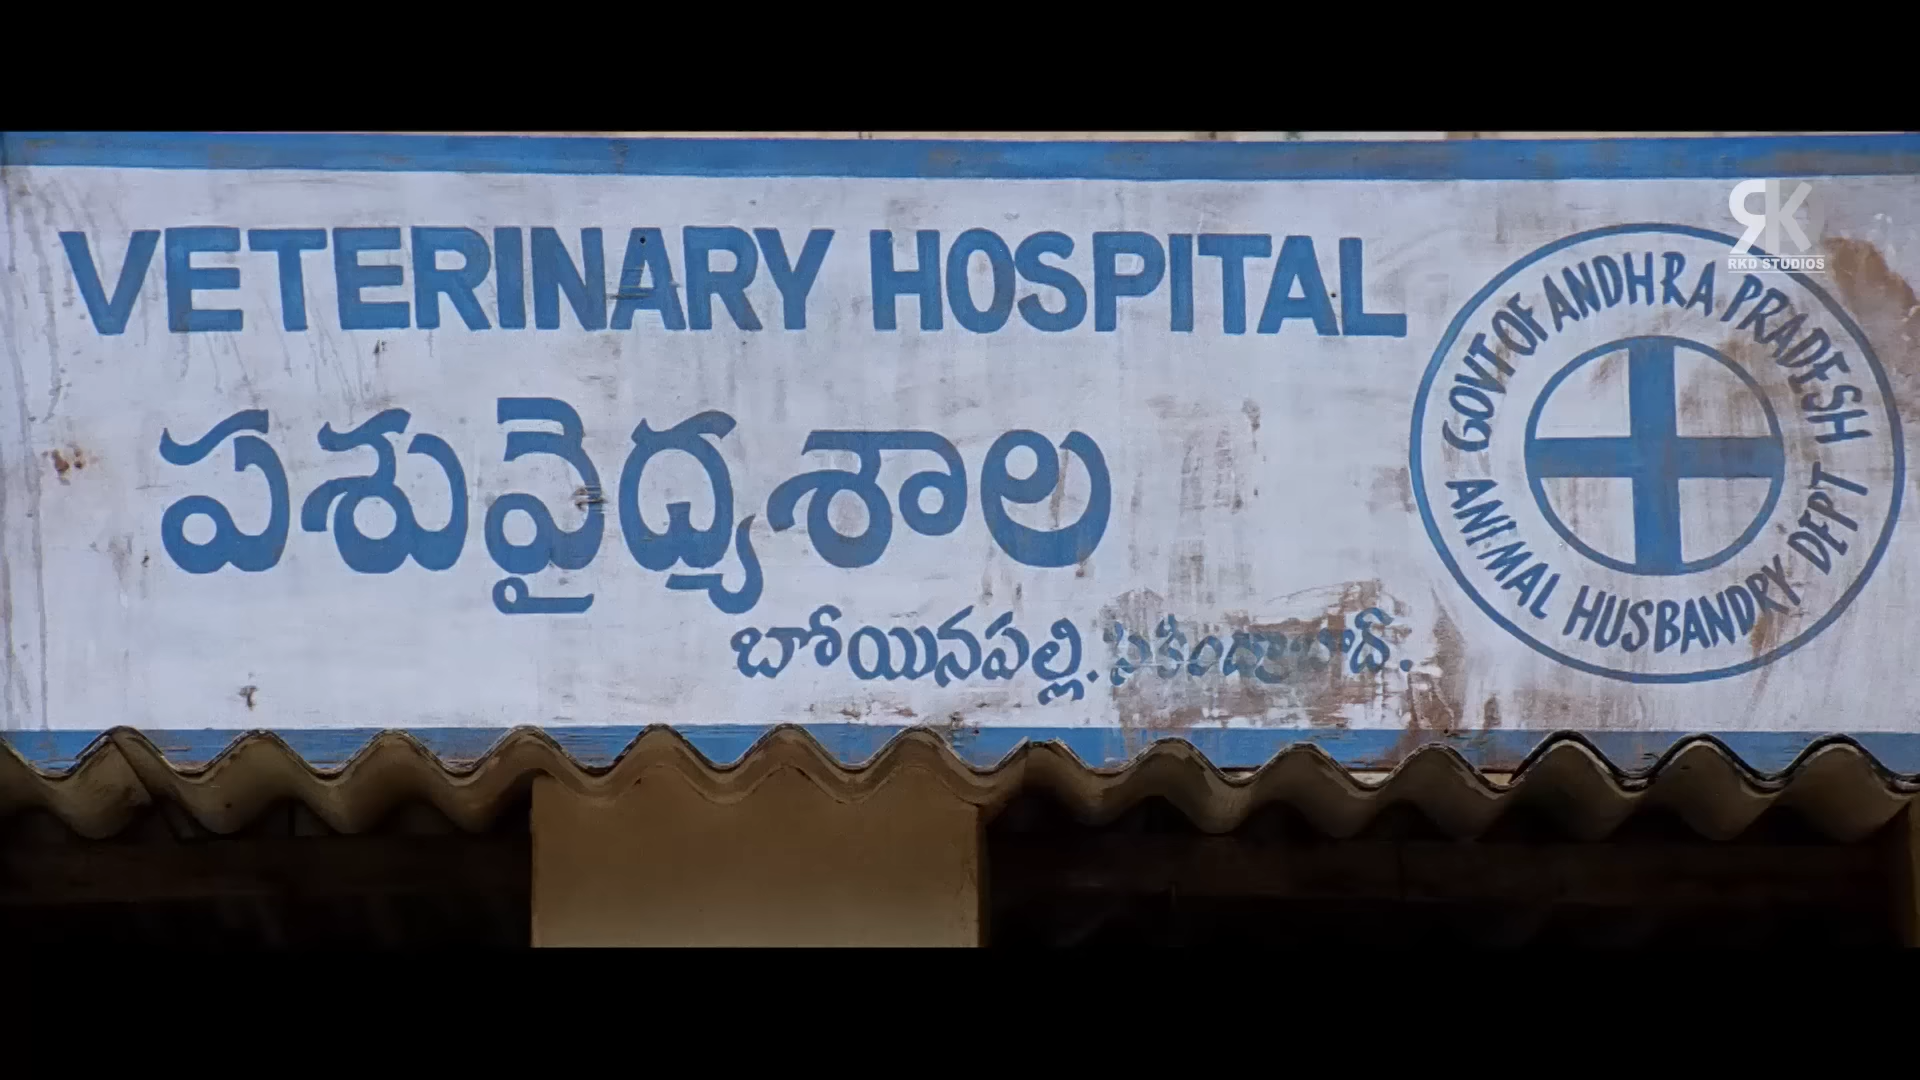 VETERINARY HOSPITAL
పశువైద్యశాల
బోయినపల్లి. సికింద్రాబాద్.
GOVT OF ANDHRA PRADESH
ANIMAL HUSBANDRY DEPT
RK
RKD STUDIOS